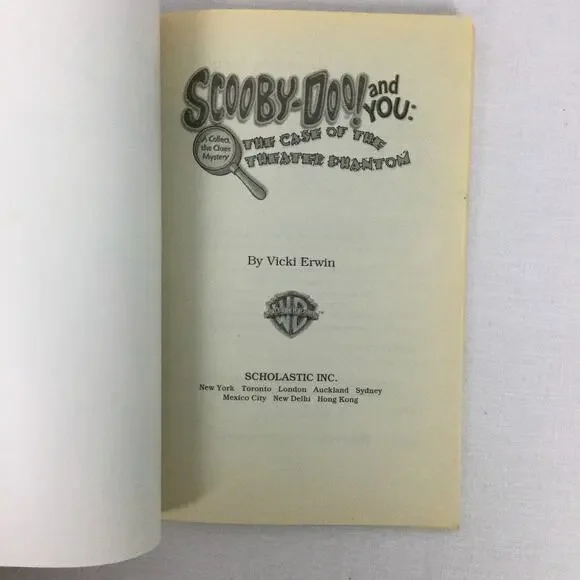 SCOOBY-DOO! and
YOU:
A Collect
the Clues
Mystery
THE CASE OF THE
THEATER PHANTOM
By Vicki Erwin
WB
SCHOLASTIC INC.
New York Toronto London Auckland Sydney
Mexico City New Delhi Hong Kong